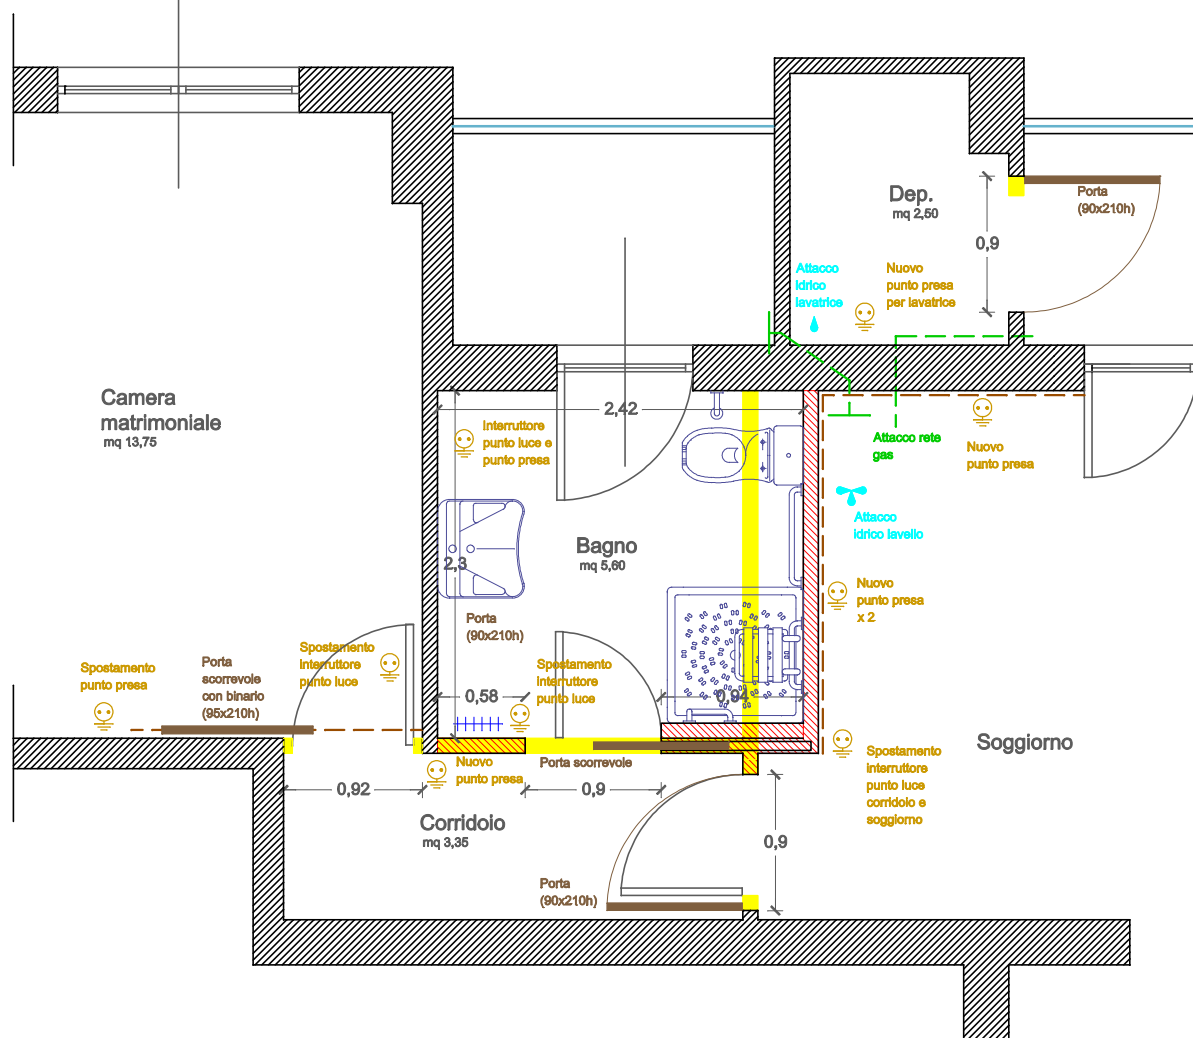 Dep.
mq 2,50
Porta
(90x210h)
0,9
Attacco
idrico
lavatrice
Nuovo
punto presa
per lavatrice
Camera
matrimoniale
mq 13,75
2,42
Interruttore
punto luce e
punto presa
Attacco rete
gas
Nuovo
punto presa
Attacco
idrico lavello
Bagno
mq 5,60
2,3
Nuovo
punto presa
x 2
Porta
(90x210h)
Spostamento
punto presa
Porta
scorrevole
con binario
(95x210h)
Spostamento
interruttore
punto luce
Spostamento
interruttore
punto luce
0,58
0,94
Soggiorno
Spostamento
interruttore
punto luce
corridoio e
soggiorno
Nuovo
punto presa
Porta scorrevole
0,92
0,9
Corridoio
mq 3,35
0,9
Porta
(90x210h)